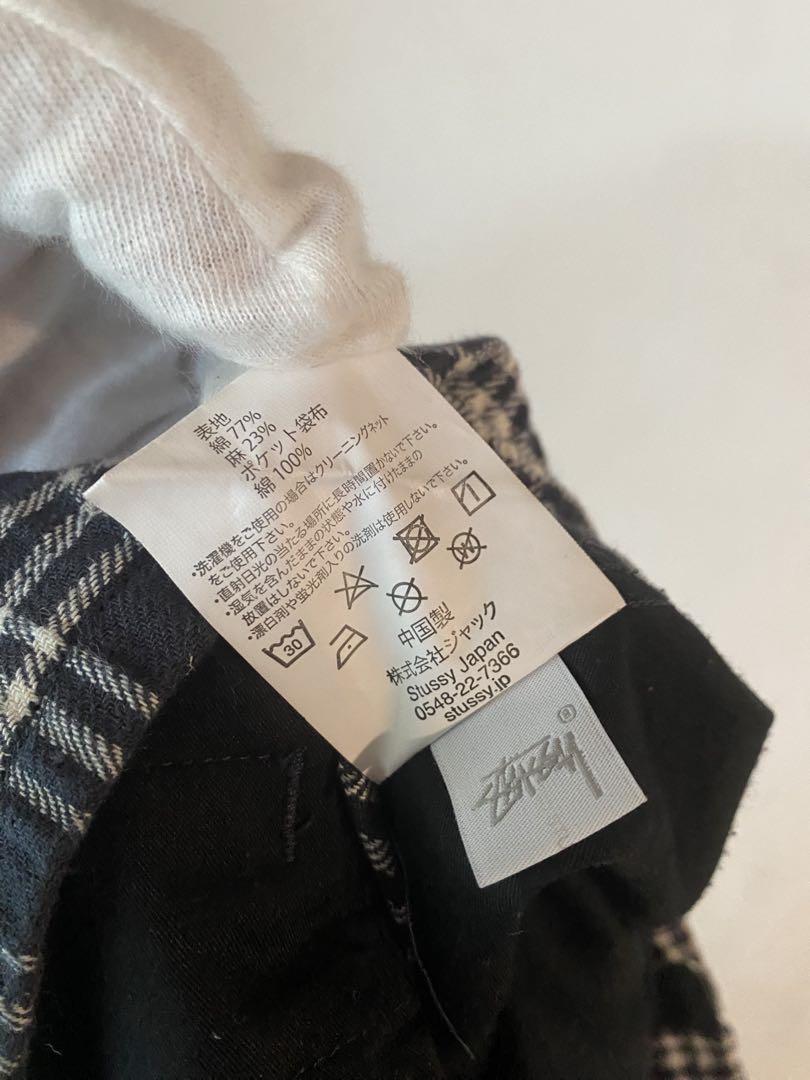 表地
綿 77%
麻 23%
ポケット袋布
綿 100%
・洗濯機をご使用の場合はクリーニングネット
をご使用下さい。
・直射日光の当たる場所に長時間置かないで下さい。
・湿気を含んだままの状態や水に付けたままの
放置はしないで下さい。
・漂白剤や蛍光剤入りの洗剤は使用しないで下さい。
30
中国製
株式会社ジャック
Stussy Japan
0548-22-7366
stussy.jp
Stüssy ®